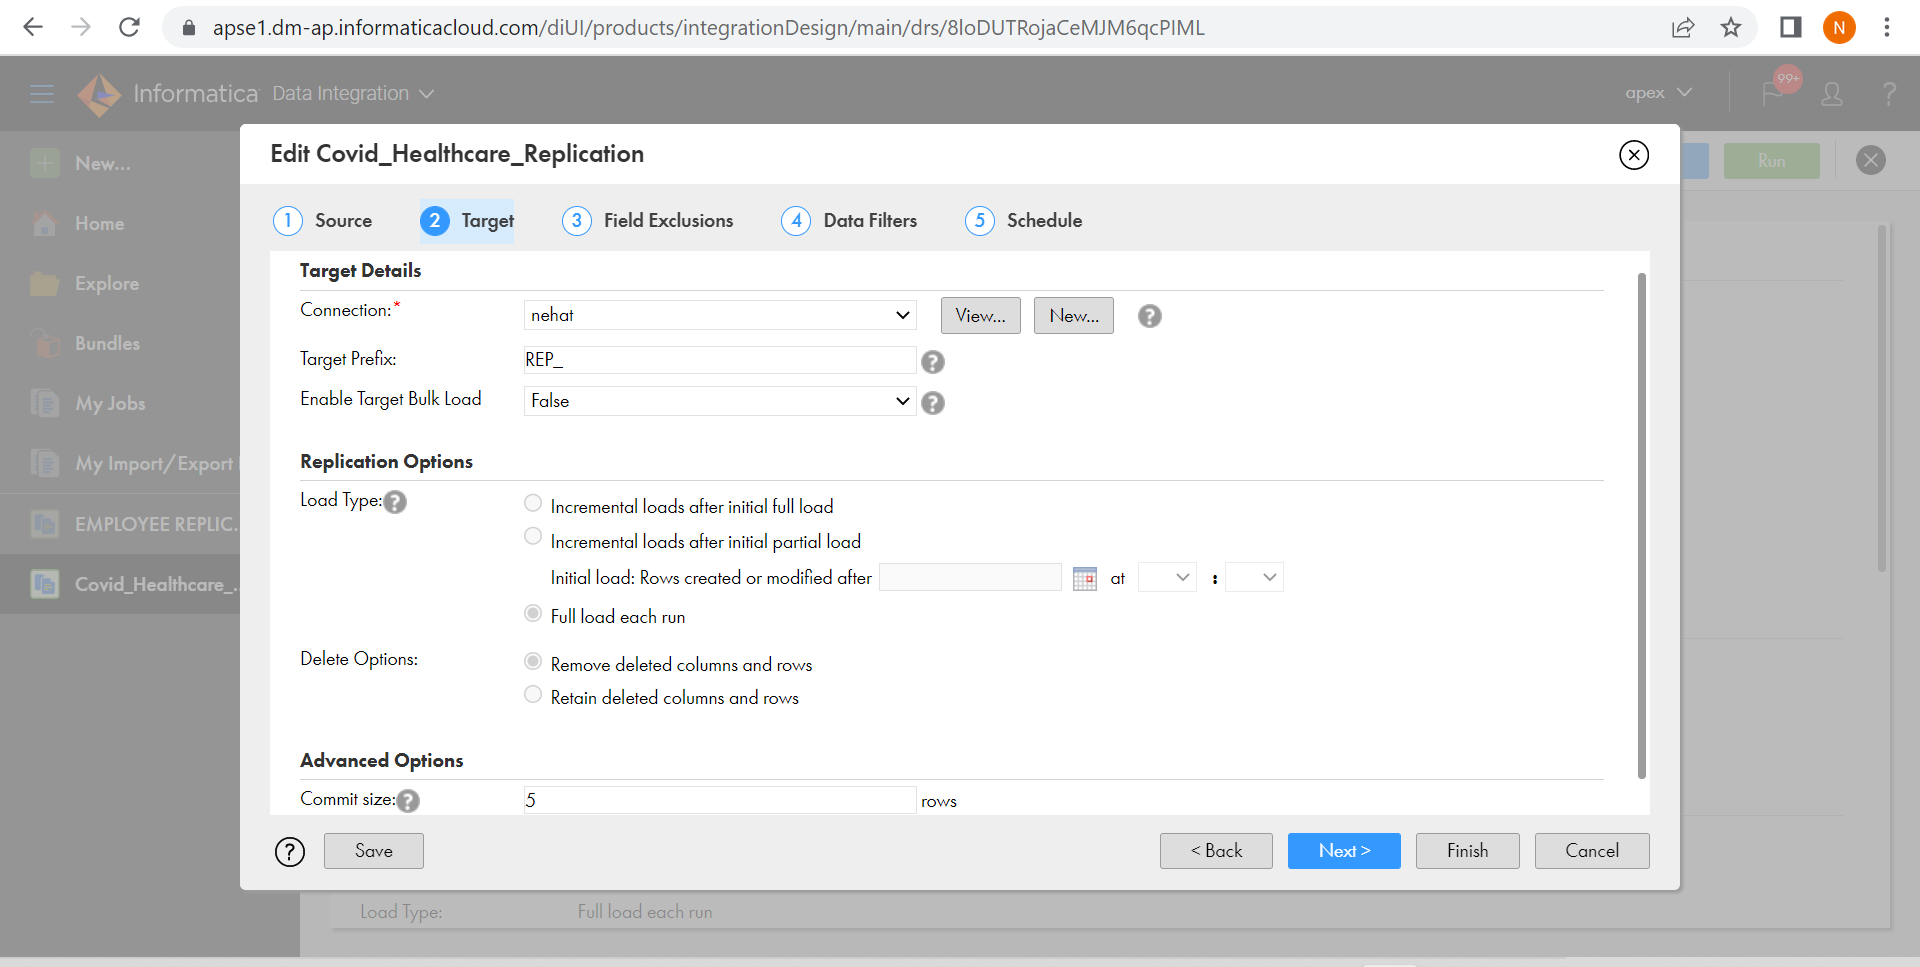 apse1.dm-ap.informaticacloud.com/diUI/products/integrationDesign/main/drs/8IoDUTRojaCeMJM6qcPIML
N
Informatica Data Integration
apex
99+
?
New...
Home
Explore
Bundles
My Jobs
My Import/Export
EMPLOYEE REPLIC...
Covid_Healthcare_...
Run
Edit Covid_Healthcare_Replication
1 Source
2 Target
3 Field Exclusions
4 Data Filters
5 Schedule
Target Details
Connection:* nehat View... New... ?
Target Prefix: REP_ ?
Enable Target Bulk Load False ?
Replication Options
Load Type: ? Incremental loads after initial full load
Incremental loads after initial partial load
Initial load: Rows created or modified after at :
Full load each run
Delete Options: Remove deleted columns and rows
Retain deleted columns and rows
Advanced Options
Commit size: ? 5 rows
? Save < Back Next > Finish Cancel
Load Type: Full load each run